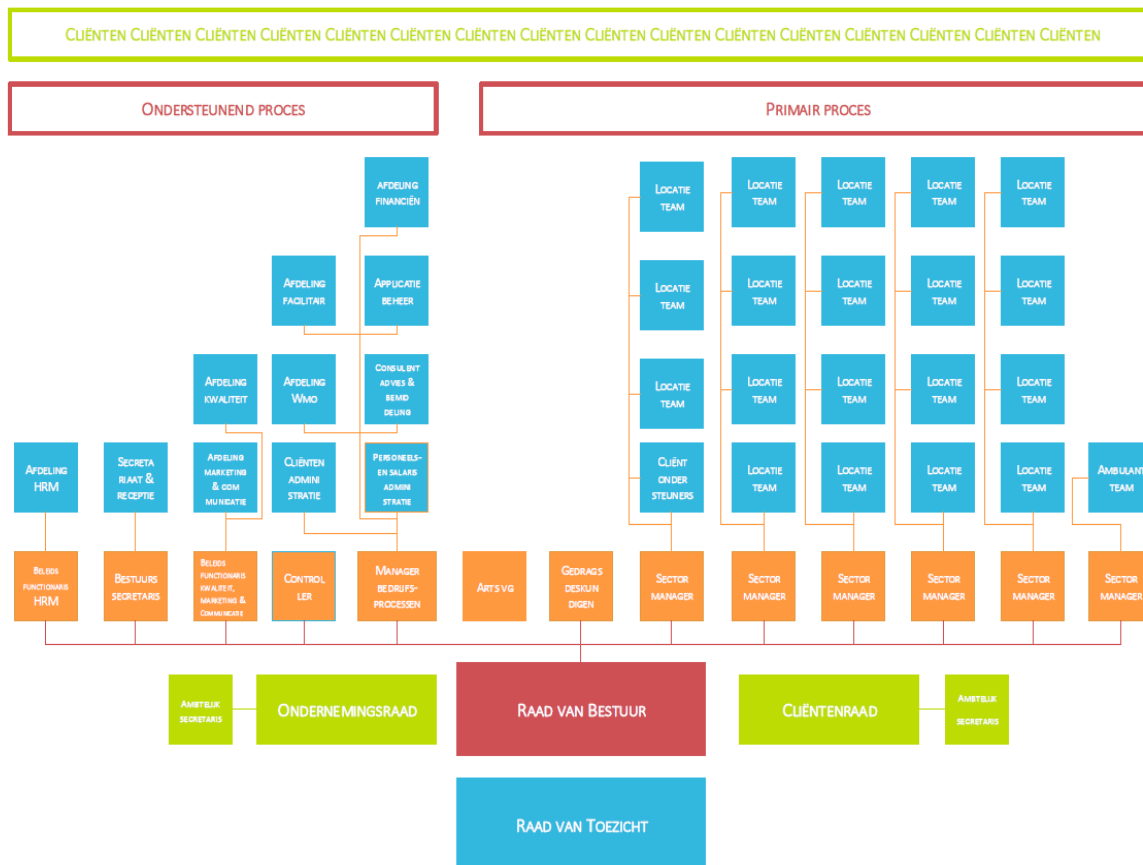 CLIËNTEN CLIËNTEN CLIËNTEN CLIËNTEN CLIËNTEN CLIËNTEN CLIËNTEN CLIËNTEN CLIËNTEN CLIËNTEN CLIËNTEN CLIËNTEN CLIËNTEN CLIËNTEN CLIËNTEN CLIËNTEN
ONDERSTEUNEND PROCES
PRIMAIR PROCES
AFDELING
FINANCIËN
LOCATIE
TEAM
LOCATIE
TEAM
LOCATIE
TEAM
LOCATIE
TEAM
LOCATIE
TEAM
AFDELING
FACILITAIR
APPLICATIE
BEHEER
LOCATIE
TEAM
LOCATIE
TEAM
LOCATIE
TEAM
LOCATIE
TEAM
LOCATIE
TEAM
AFDELING
KWALITEIT
AFDELING
WMO
CONSULENT
ADVIES &
BEMID
DELING
LOCATIE
TEAM
LOCATIE
TEAM
LOCATIE
TEAM
LOCATIE
TEAM
LOCATIE
TEAM
AFDELING
HRM
SECRETA
RIAAT &
RECEPTIE
AFDELING
MARKETING
& COM
MUNICATIE
CLIËNTEN
ADMINI
STRATIE
PERSONEELS-
EN SALARIS
ADMINI
STRATIE
CLIËNT
ONDER
STEUNERS
LOCATIE
TEAM
LOCATIE
TEAM
LOCATIE
TEAM
LOCATIE
TEAM
AMBULANT
TEAM
BELEIDS
FUNCTIONARIS
HRM
BESTUURS
SECRETARIS
BELEIDS
FUNCTIONARIS
KWALITEIT,
MARKETING &
COMMUNICATIE
CONTROL
LER
MANAGER
BEDRIJFS-
PROCESSEN
ARTS VG
GEDRAGS
DESKUN
DIGEN
SECTOR
MANAGER
SECTOR
MANAGER
SECTOR
MANAGER
SECTOR
MANAGER
SECTOR
MANAGER
SECTOR
MANAGER
AMBTELIJK
SECRETARIS
ONDERNEMINGSRAAD
RAAD VAN BESTUUR
CLIËNTENRAAD
AMBTELIJK
SECRETARIS
RAAD VAN TOEZICHT